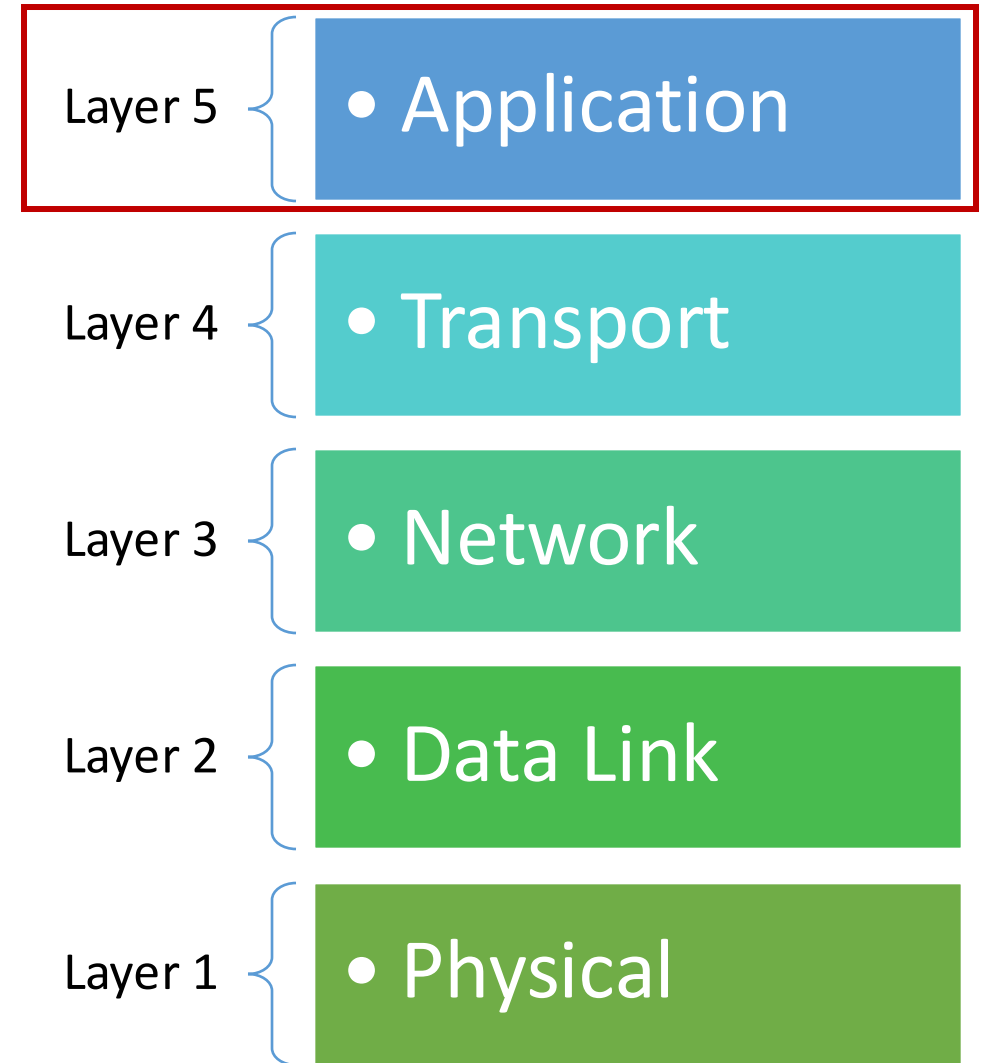 Layer 5 • Application
Layer 4 • Transport
Layer 3 • Network
Layer 2 • Data Link
Layer 1 • Physical